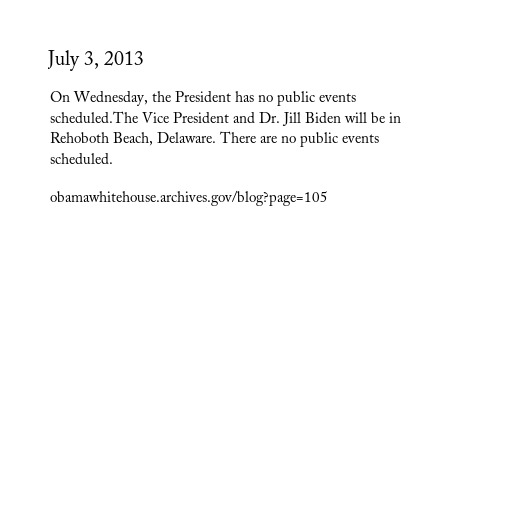 July 3, 2013
On Wednesday, the President has no public events
scheduled.The Vice President and Dr. Jill Biden will be in
Rehoboth Beach, Delaware. There are no public events
scheduled.
obamawhitehouse.archives.gov/blog?page=105